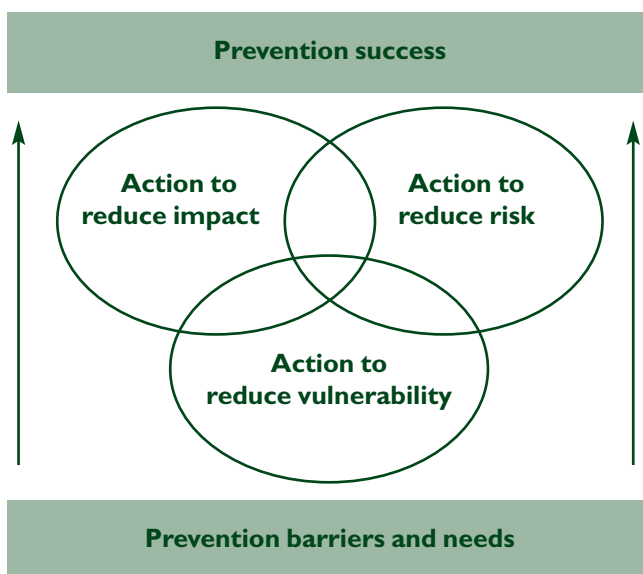 Prevention success
Action to
reduce impact
Action to
reduce risk
Action to
reduce vulnerability
Prevention barriers and needs